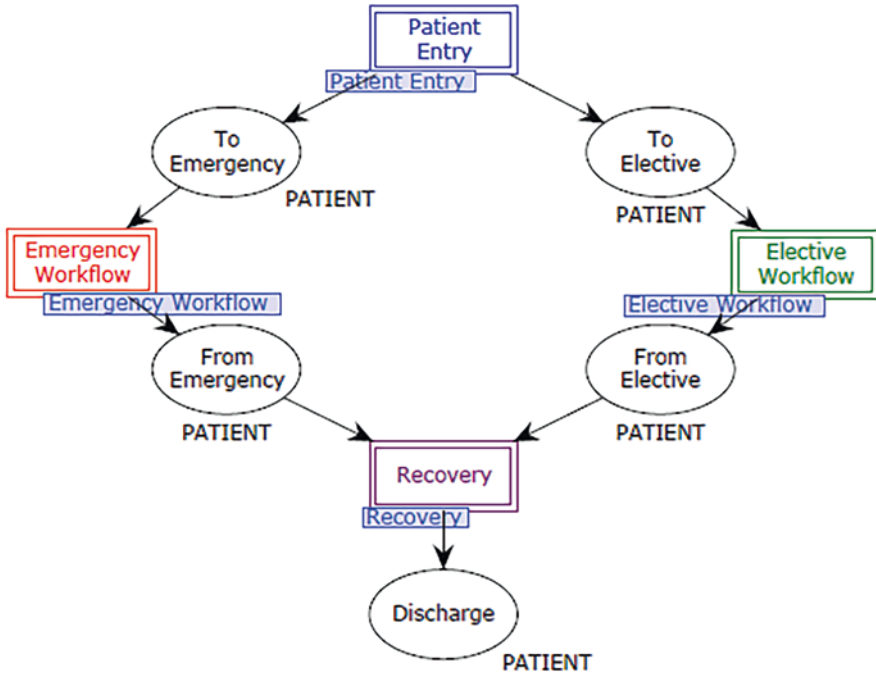 Patient
Entry
Patient Entry
To
Emergency
PATIENT
To
Elective
PATIENT
Emergency
Workflow
Emergency Workflow
Elective
Workflow
Elective Workflow
From
Emergency
PATIENT
From
Elective
PATIENT
Recovery
Recovery
Discharge
PATIENT